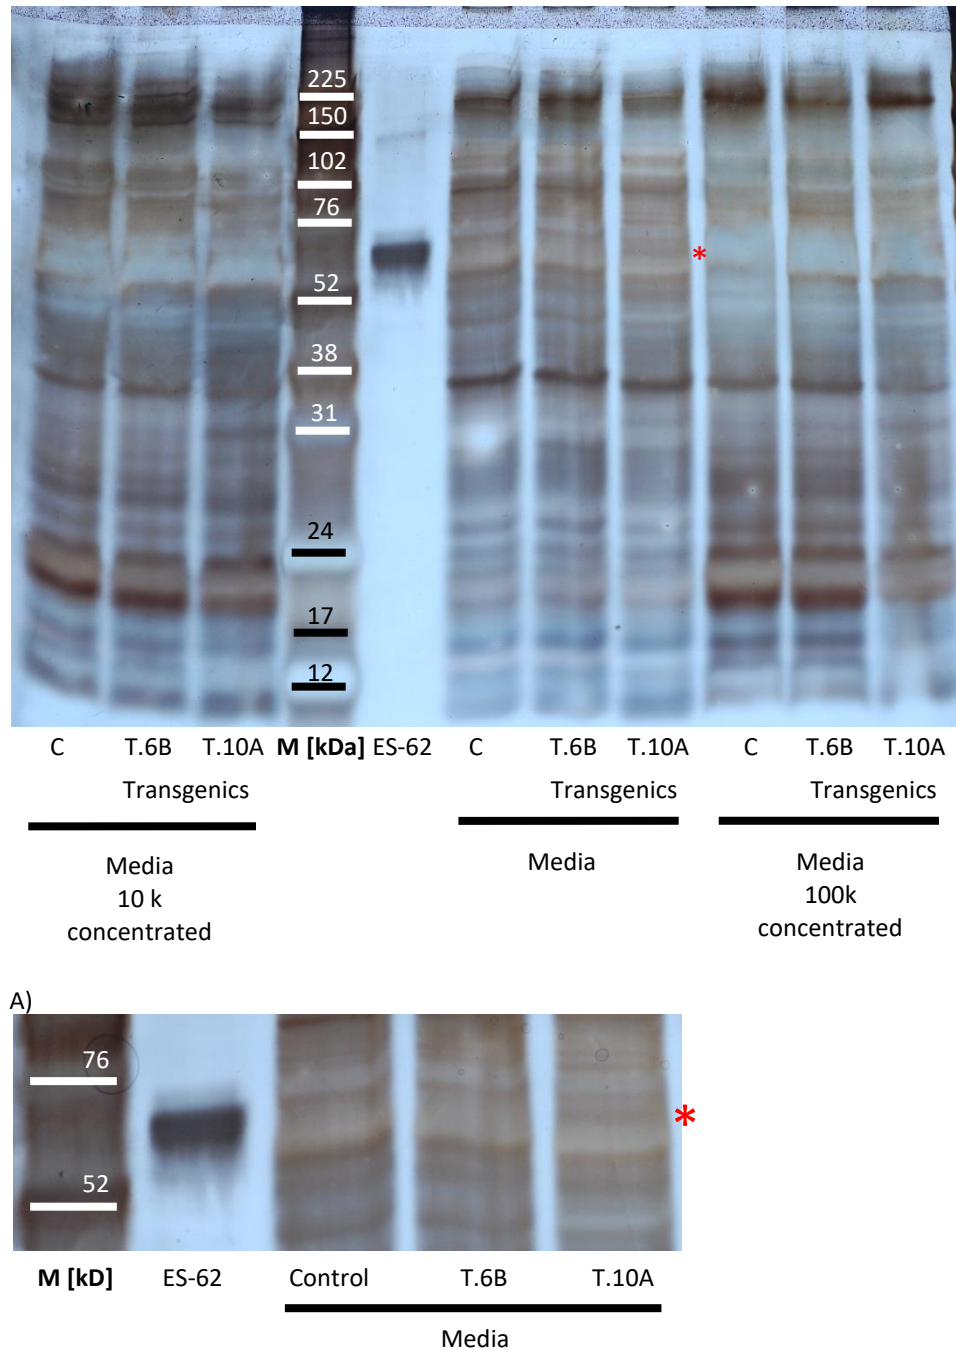 225
150
102
76
52
38
31
24
17
12
*
C T.6B T.10A M [kDa] ES-62 C T.6B T.10A C T.6B T.10A
Transgenics Transgenics Transgenics
Media Media Media
10 k 100k
concentrated concentrated
A)
76
*
52
M [kD] ES-62 Control T.6B T.10A
Media